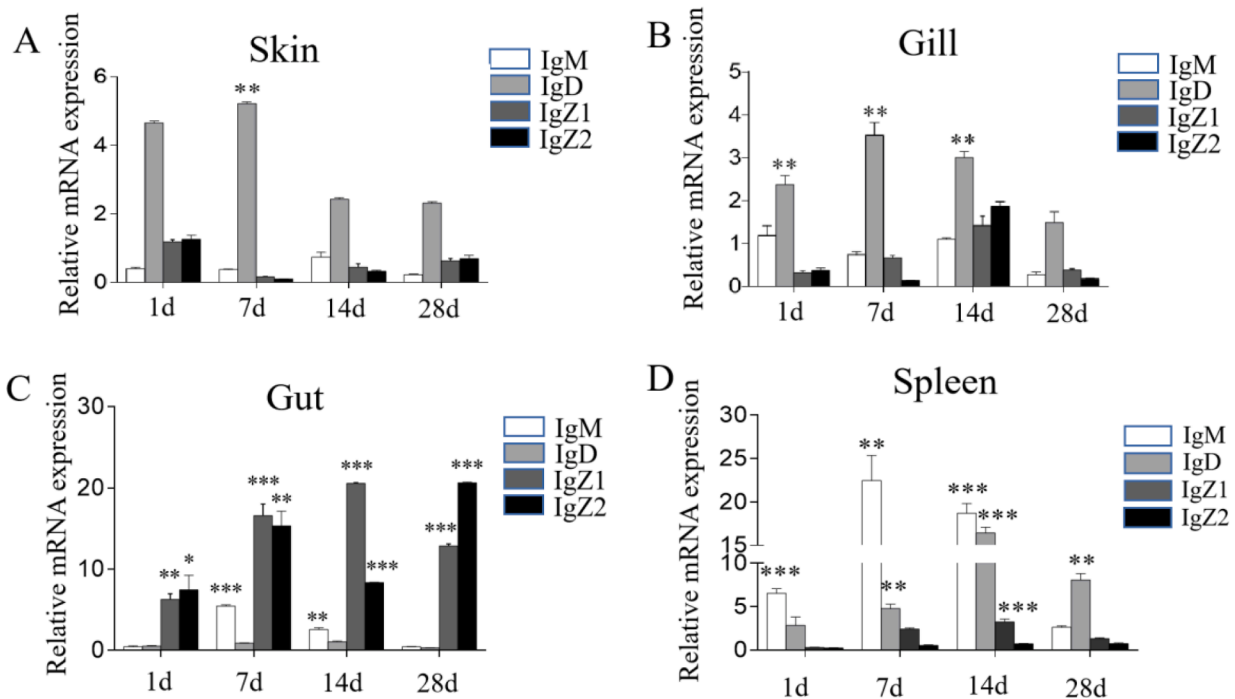 A
Skin
Relative mRNA expression
6
4
2
0
**
1d
7d
14d
28d
IgM
IgD
IgZ1
IgZ2
B
Gill
Relative mRNA expression
5
4
3
2
1
0
**
**
**
1d
7d
14d
28d
IgM
IgD
IgZ1
IgZ2
C
Gut
Relative mRNA expression
30
20
10
0
**
*
***
***
**
**
***
***
***
***
1d
7d
14d
28d
IgM
IgD
IgZ1
IgZ2
D
Spleen
Relative mRNA expression
30
25
20
15
10
5
0
***
**
**
***
***
***
**
1d
7d
14d
28d
IgM
IgD
IgZ1
IgZ2